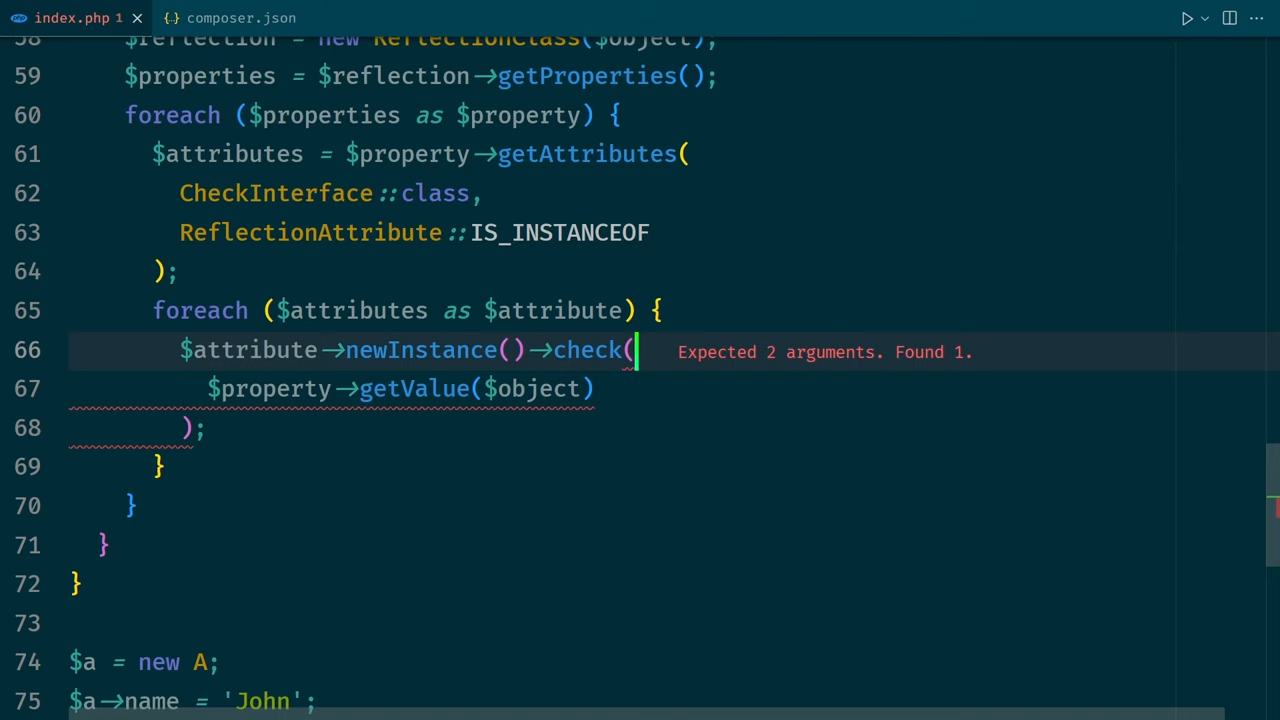 index.php 1 × {..} composer.json
58 $reflection = new ReflectionClass($object);
59 $properties = $reflection->getProperties();
60 foreach ($properties as $property) {
61 $attributes = $property->getAttributes(
62 CheckInterface::class,
63 ReflectionAttribute::IS_INSTANCEOF
64 );
65 foreach ($attributes as $attribute) {
66 $attribute->newInstance()->check( Expected 2 arguments. Found 1.
67 $property->getValue($object)
68 );
69 }
70 }
71 }
72 }
73
74 $a = new A;
75 $a->name = 'John';